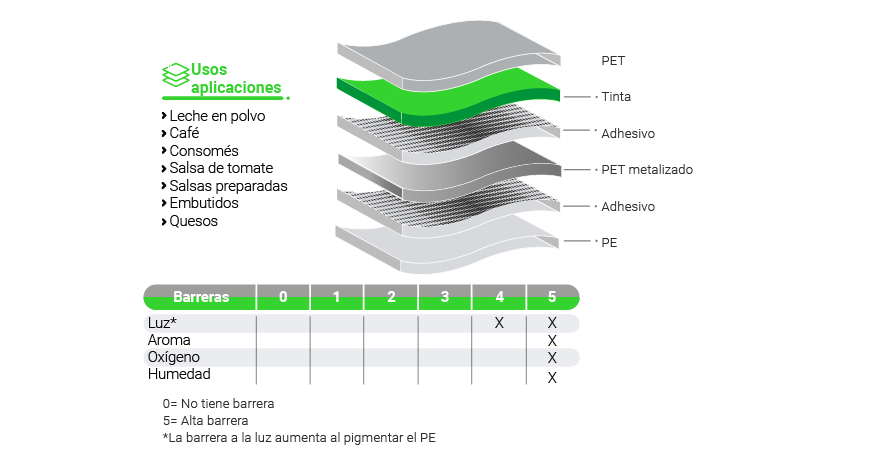 Usos
aplicaciones
Leche en polvo
Café
Consomés
Salsa de tomate
Salsas preparadas
Embutidos
Quesos
PET
Tinta
Adhesivo
PET metalizado
Adhesivo
PE
Barreras 0 1 2 3 4 5
Luz* X X
Aroma X
Oxígeno X
Humedad X
0= No tiene barrera
5= Alta barrera
*La barrera a la luz aumenta al pigmentar el PE